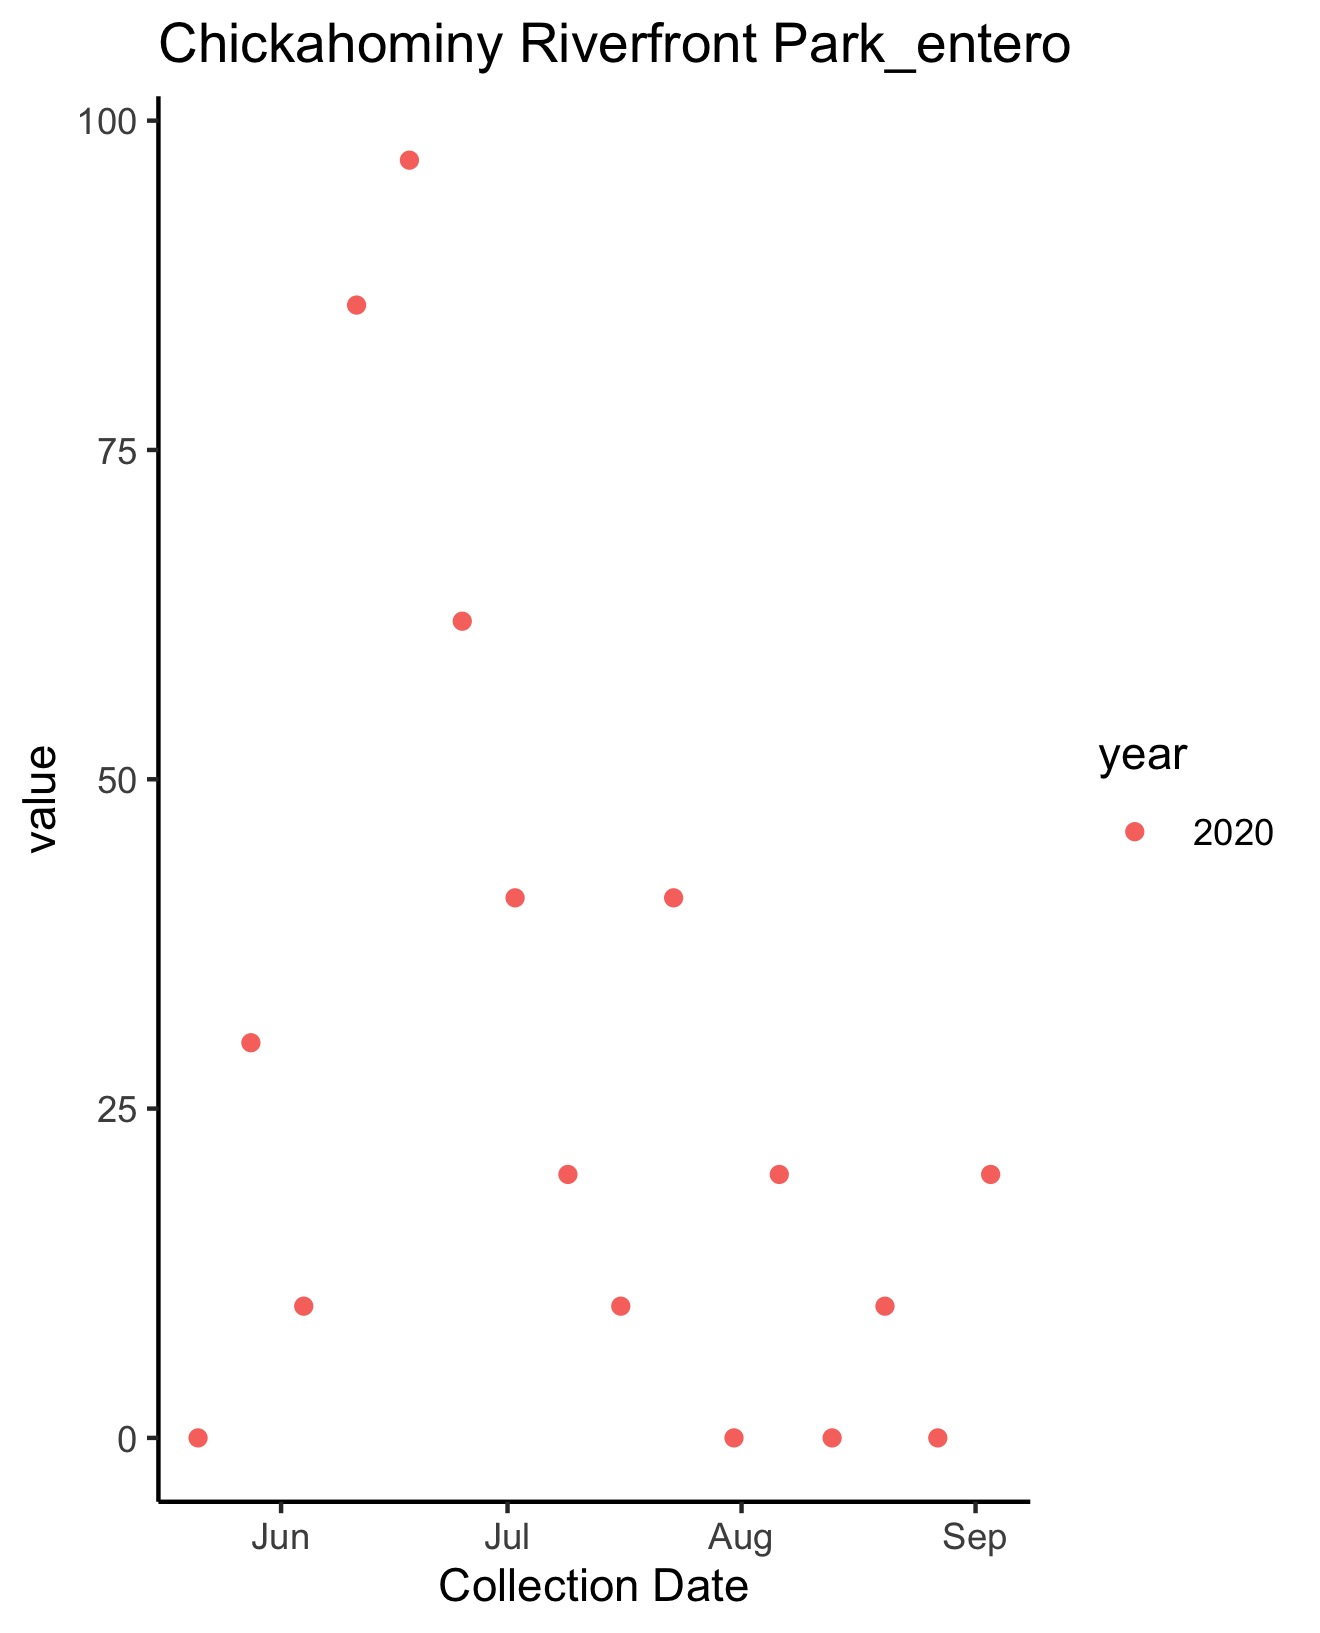 Chickahominy Riverfront Park_entero
100
75
50
25
0
value
Jun Jul Aug Sep
Collection Date
year
2020